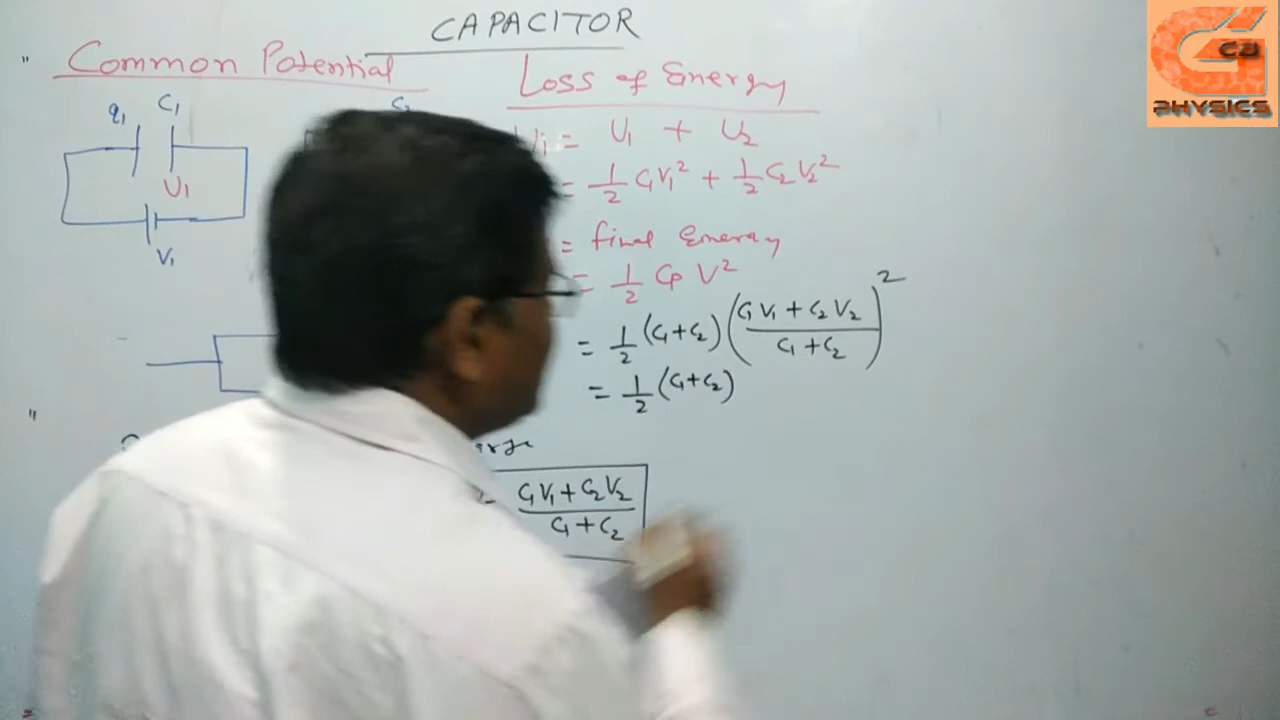 CAPACITOR
Common Potential
q₁ C₁
U₁
V₁
Loss of Energy
= U₁ + U₂
= 1/2 C₁V₁² + 1/2 C₂V₂²
= final Energy
= 1/2 Cp V²
= 1/2 (C₁+C₂) (C₁V₁ + C₂V₂ / C₁+C₂)²
= 1/2 (C₁+C₂)
C₁V₁ + C₂V₂ / C₁ + C₂
G
ca
PHYSICS